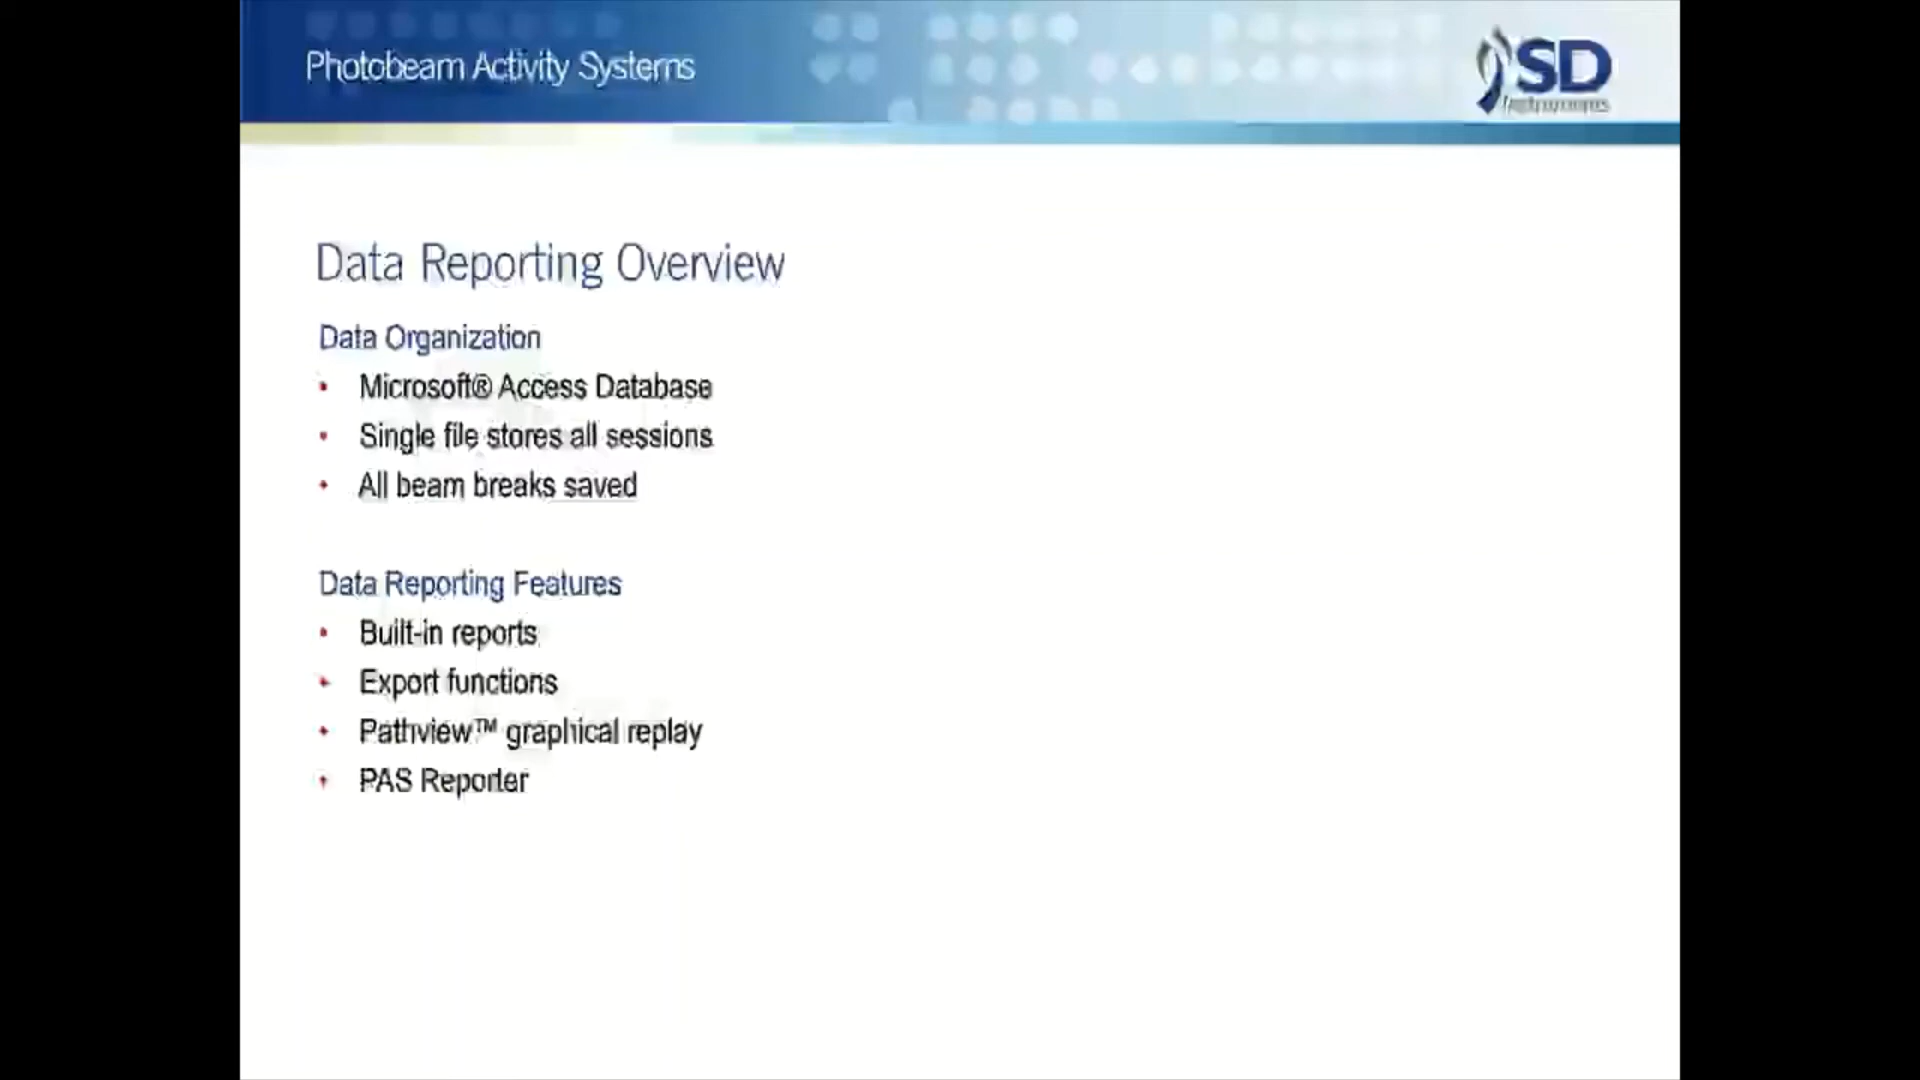 Photobeam Activity Systems
SD
Instruments
Data Reporting Overview
Data Organization
• Microsoft® Access Database
• Single file stores all sessions
• All beam breaks saved
Data Reporting Features
• Built-in reports
• Export functions
• Pathview™ graphical replay
• PAS Reporter